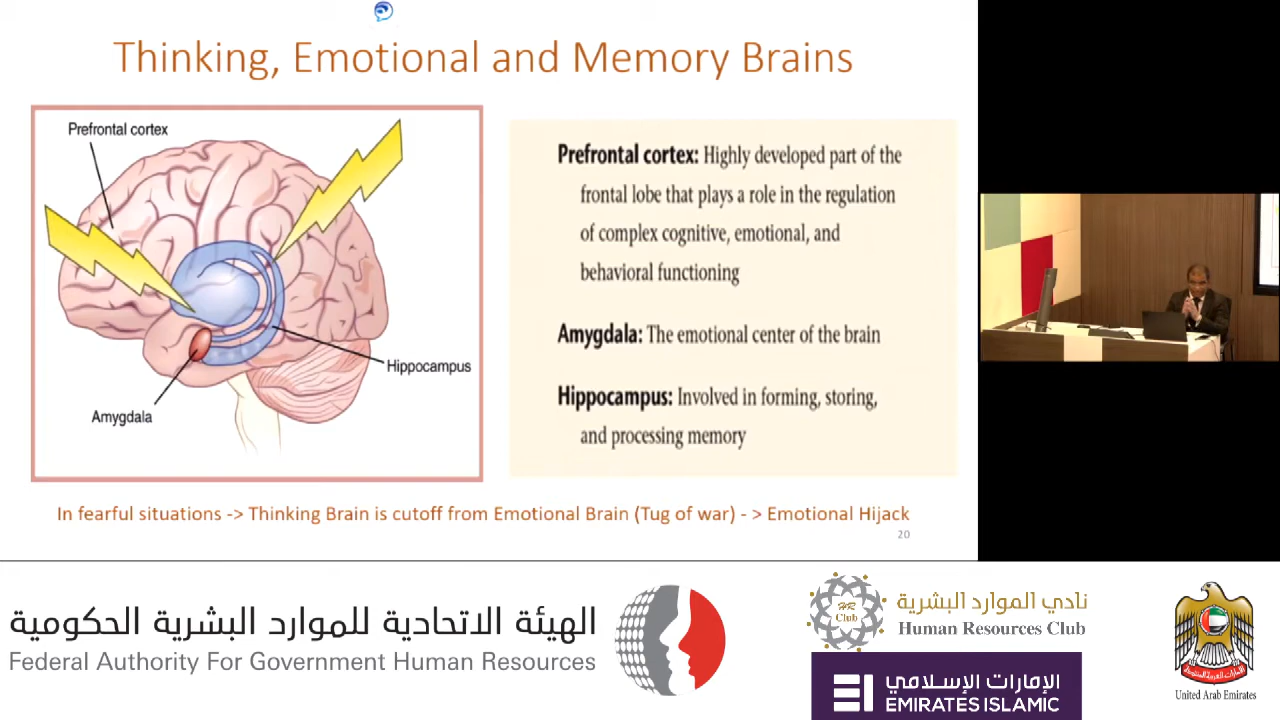 Thinking, Emotional and Memory Brains
Prefrontal cortex
Hippocampus
Amygdala
Prefrontal cortex: Highly developed part of the
frontal lobe that plays a role in the regulation
of complex cognitive, emotional, and
behavioral functioning
Amygdala: The emotional center of the brain
Hippocampus: Involved in forming, storing,
and processing memory
In fearful situations -> Thinking Brain is cutoff from Emotional Brain (Tug of war) - > Emotional Hijack
20
الهيئة الاتحادية للموارد البشرية الحكومية
Federal Authority For Government Human Resources
HR
Club
نادي الموارد البشرية
Human Resources Club
الإمارات الإسلامي
EMIRATES ISLAMIC
United Arab Emirates